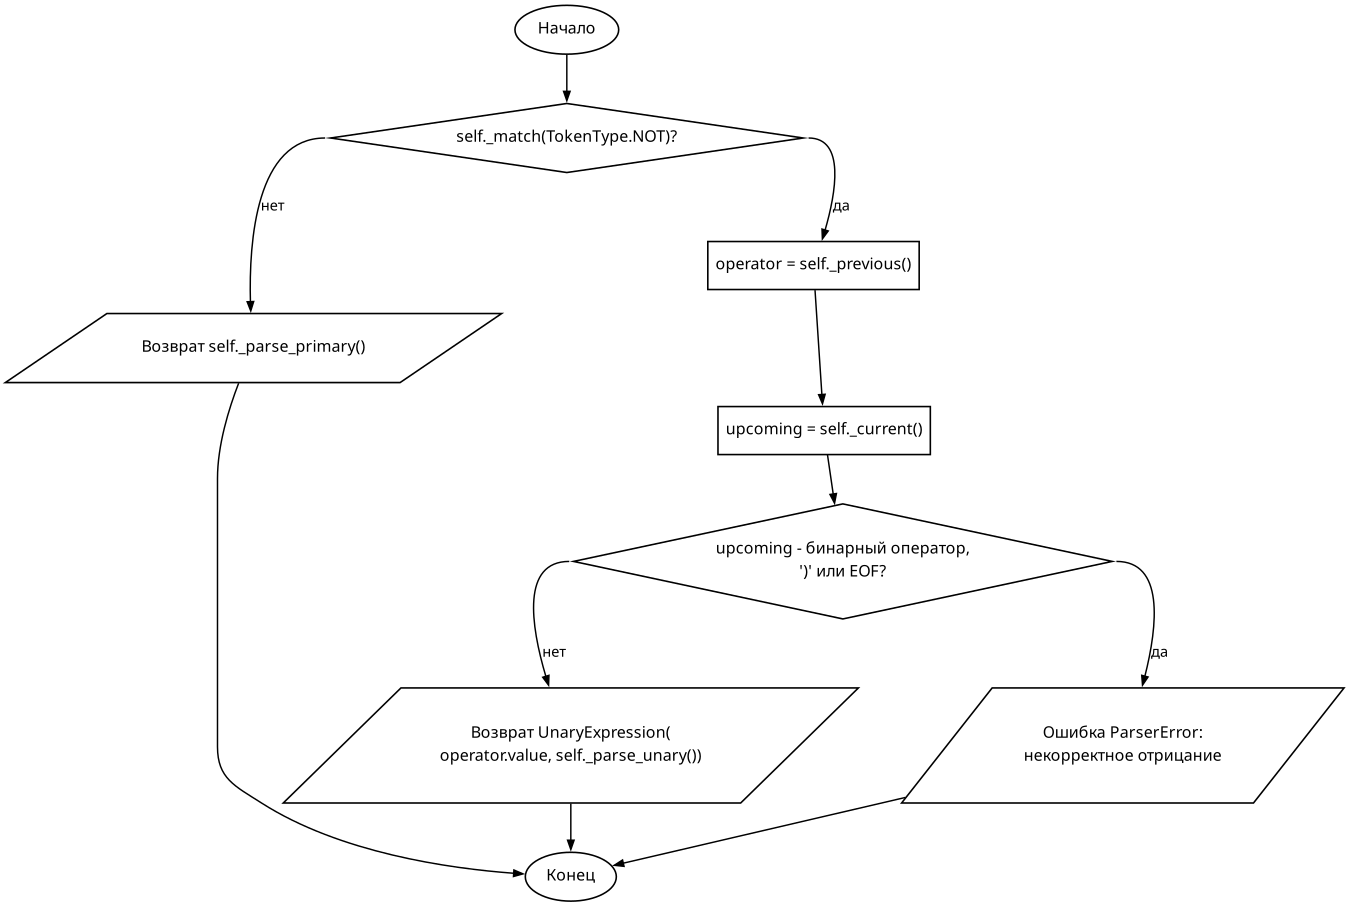 Начало
self._match(TokenType.NOT)?
нет
да
operator = self._previous()
Возврат self._parse_primary()
upcoming = self._current()
upcoming - бинарный оператор,
')' или EOF?
нет
да
Возврат UnaryExpression(
operator.value, self._parse_unary())
Ошибка ParserError:
некорректное отрицание
Конец